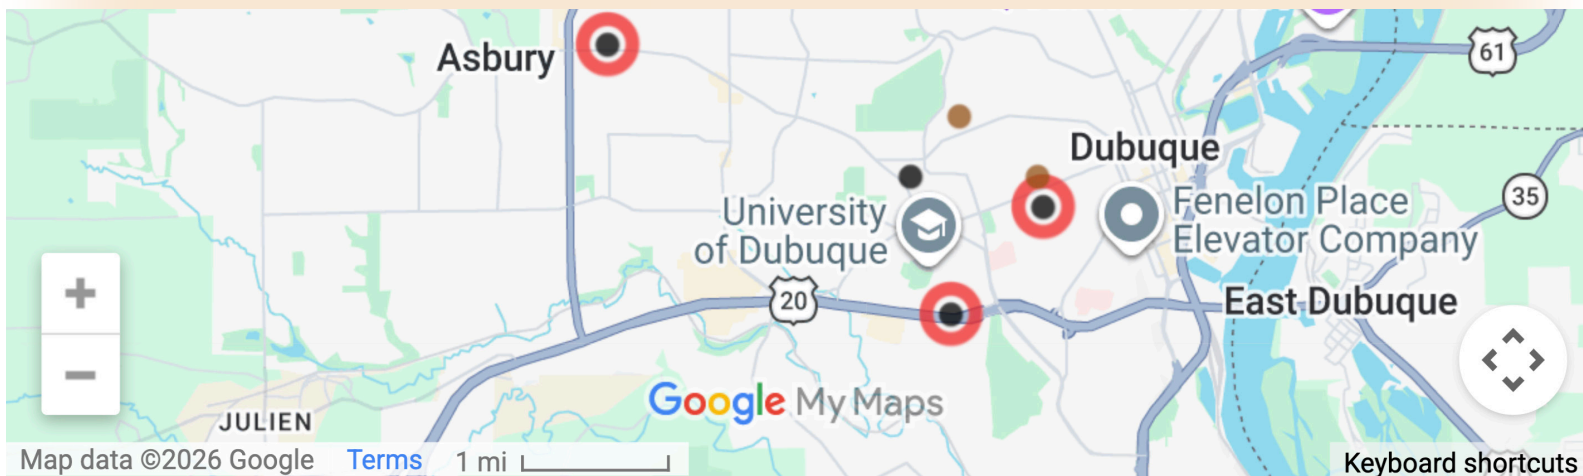 Asbury
61
Dubuque
35
University
of Dubuque
Fenelon Place
Elevator Company
20
East Dubuque
Google My Maps
JULIEN
Map data ©2026 Google Terms 1 mi
Keyboard shortcuts